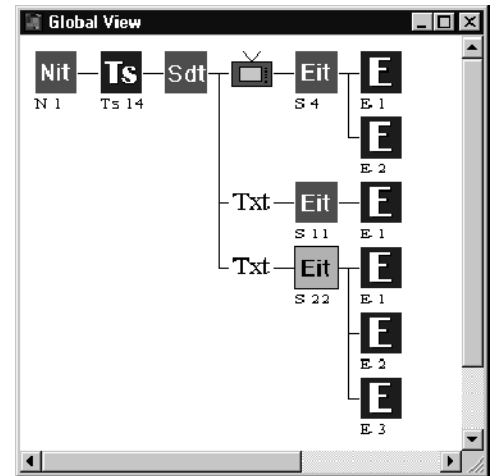 Global View
Nit Ts Sdt Eit E
N 1 Ts 14 S 4 E 1
E
E 2
Txt Eit E
S 11 E 1
Txt Eit E
S 22 E 1
E
E 2
E
E 3